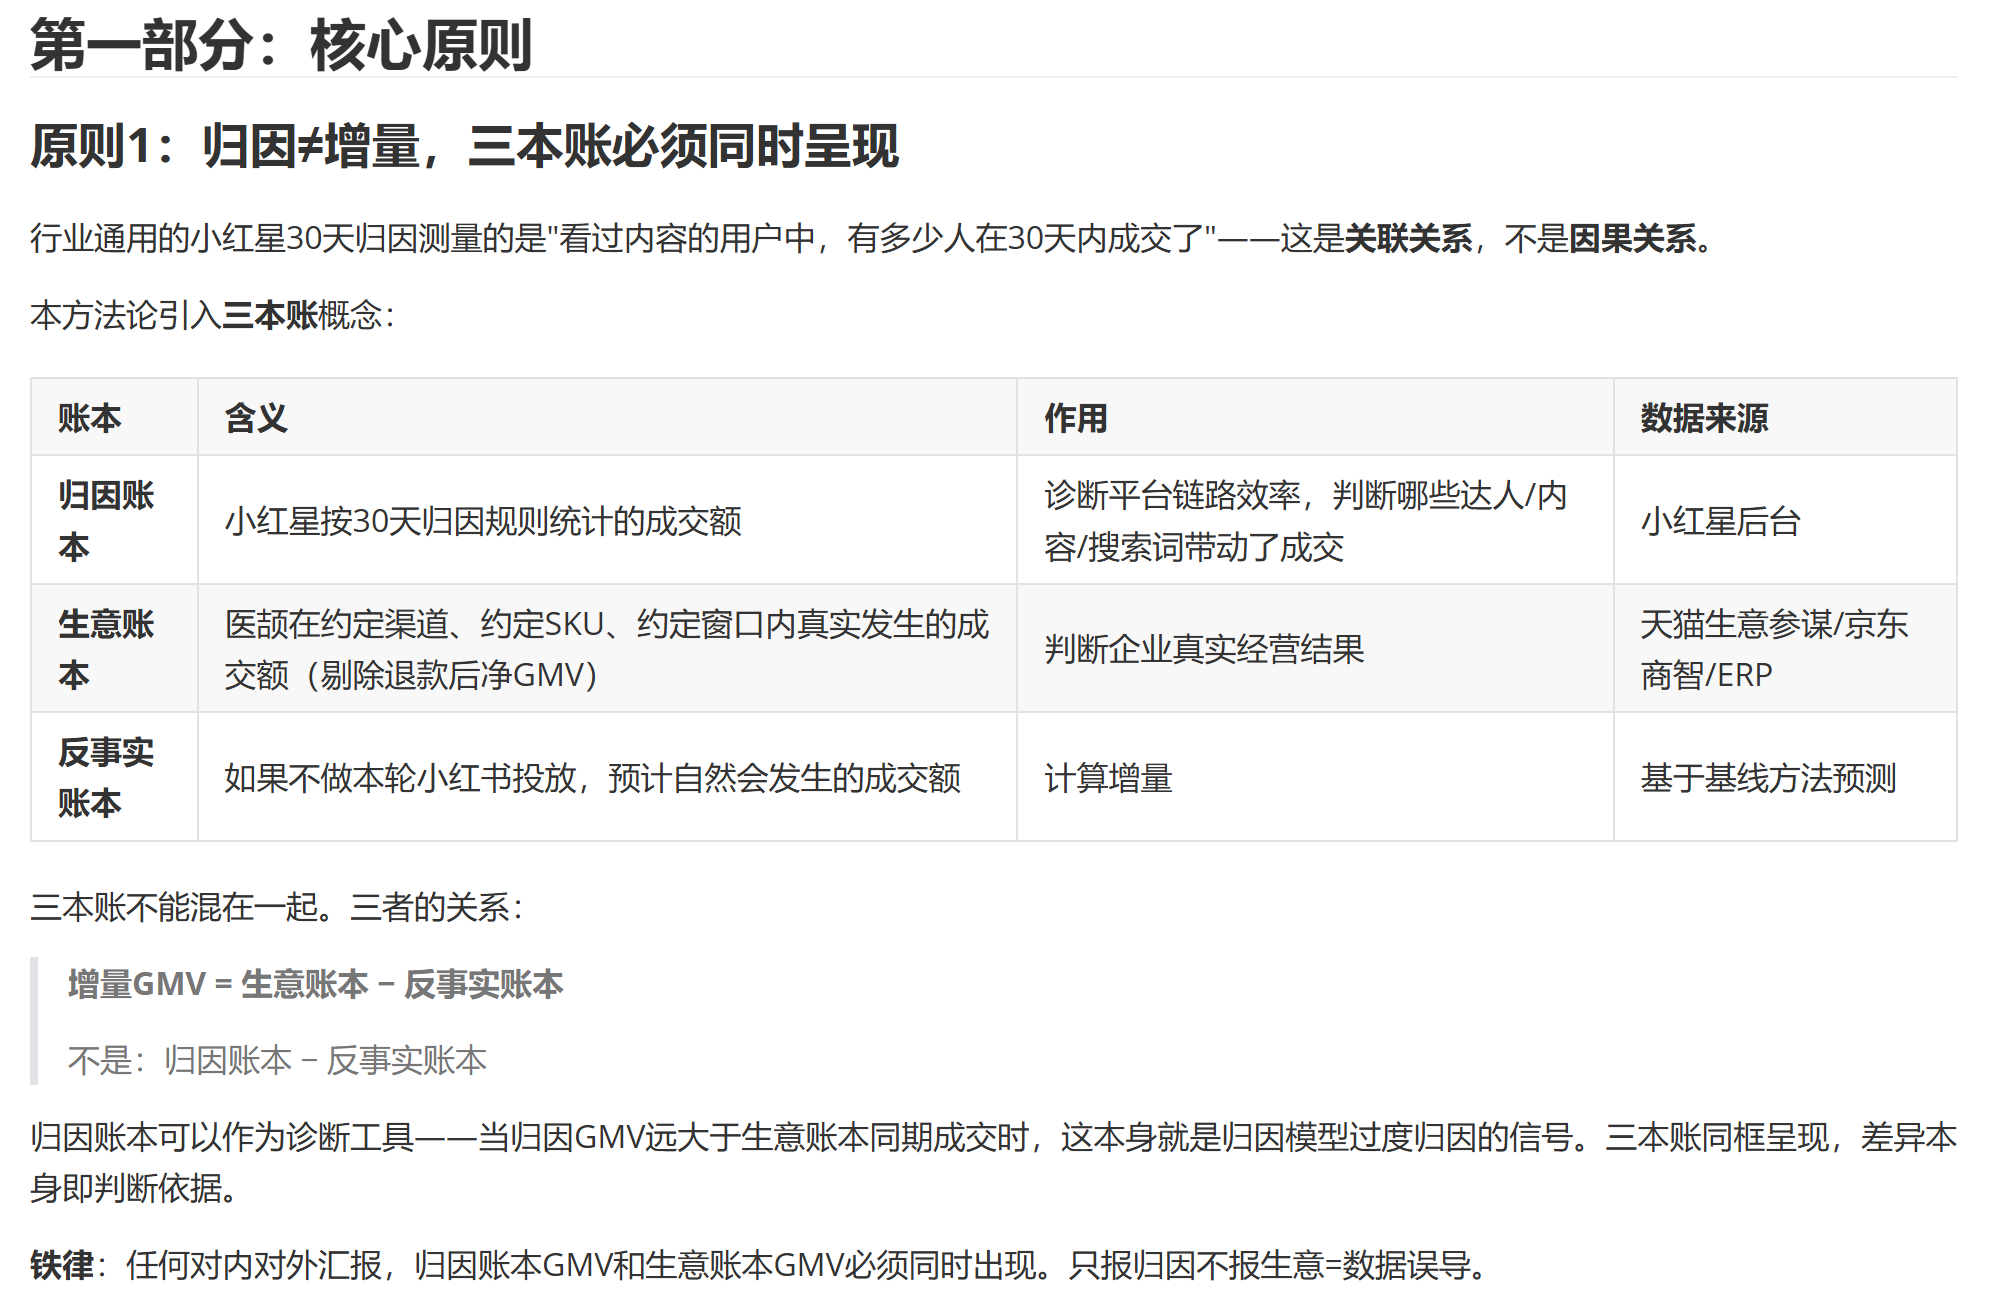 第一部分：核心原则
原则1：归因≠增量，三本账必须同时呈现
行业通用的小红星30天归因测量的是"看过内容的用户中，有多少人在30天内成交了"——这是关联关系，不是因果关系。
本方法论引入三本账概念：
账本 含义 作用 数据来源
归因账
本
小红星按30天归因规则统计的成交额
诊断平台链路效率，判断哪些达人/内
容/搜索词带动了成交
小红星后台
生意账
本
医颉在约定渠道、约定SKU、约定窗口内真实发生的成
交额（剔除退款后净GMV）
判断企业真实经营结果
天猫生意参谋/京东
商智/ERP
反事实
账本
如果不做本轮小红书投放，预计自然会发生的成交额
计算增量
基于基线方法预测
三本账不能混在一起。三者的关系：
增量GMV = 生意账本 − 反事实账本
不是：归因账本 − 反事实账本
归因账本可以作为诊断工具——当归因GMV远大于生意账本同期成交时，这本身就是归因模型过度归因的信号。三本账同框呈现，差异本
身即判断依据。
铁律：任何对内对外汇报，归因账本GMV和生意账本GMV必须同时出现。只报归因不报生意=数据误导。